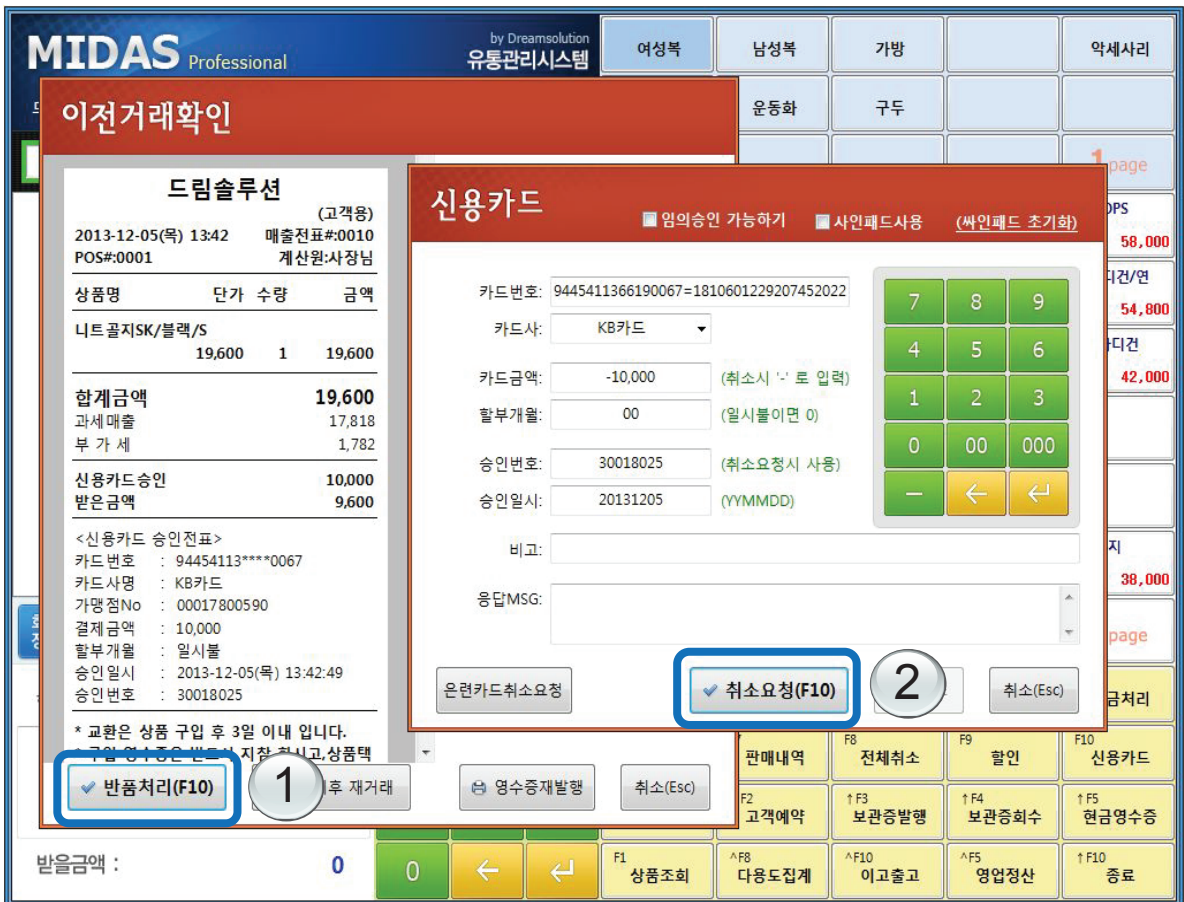 MIDAS Professional
by Dreamsolution
유통관리시스템
여성복
남성복
가방
악세사리
운동화
구두
1 page
이전거래확인
드림솔루션
(고객용)
2013-12-05(목) 13:42 매출전표#:0010
POS#:0001 계산원:사장님
상품명 단가 수량 금액
니트골지SK/블랙/S
19,600 1 19,600
합계금액 19,600
과세매출 17,818
부 가 세 1,782
신용카드승인 10,000
받은금액 9,600
<신용카드 승인전표>
카드번호 : 94454113****0067
카드사명 : KB카드
가맹점No : 00017800590
결제금액 : 10,000
할부개월 : 일시불
승인일시 : 2013-12-05(목) 13:42:49
승인번호 : 30018025
* 교환은 상품 구입 후 3일 이내 입니다.
반품처리(F10)
1
후 재거래
영수증재발행
취소(Esc)
신용카드
임의승인 가능하기
사인패드사용
(싸인패드 초기화)
카드번호: 9445411366190067=1810601229207452022
카드사: KB카드
카드금액: -10,000 (취소시 '-' 로 입력)
할부개월: 00 (일시불이면 0)
승인번호: 30018025 (취소요청시 사용)
승인일시: 20131205 (YYMMDD)
비고:
응답MSG:
7 8 9
4 5 6
1 2 3
0 00 000
– ← ↵
은련카드취소요청
취소요청(F10)
2
취소(Esc)
OPS
58,000
디건/연
54,800
가디건
42,000
지
38,000
page
금처리
판매내역
F8 전체취소
F9 할인
F10 신용카드
F2 고객예약
↑F3 보관증발행
↑F4 보관증회수
↑F5 현금영수증
받을금액 : 0
0 ← ↵
F1 상품조회
^F8 다용도집계
^F10 이고출고
^F5 영업정산
↑F10 종료